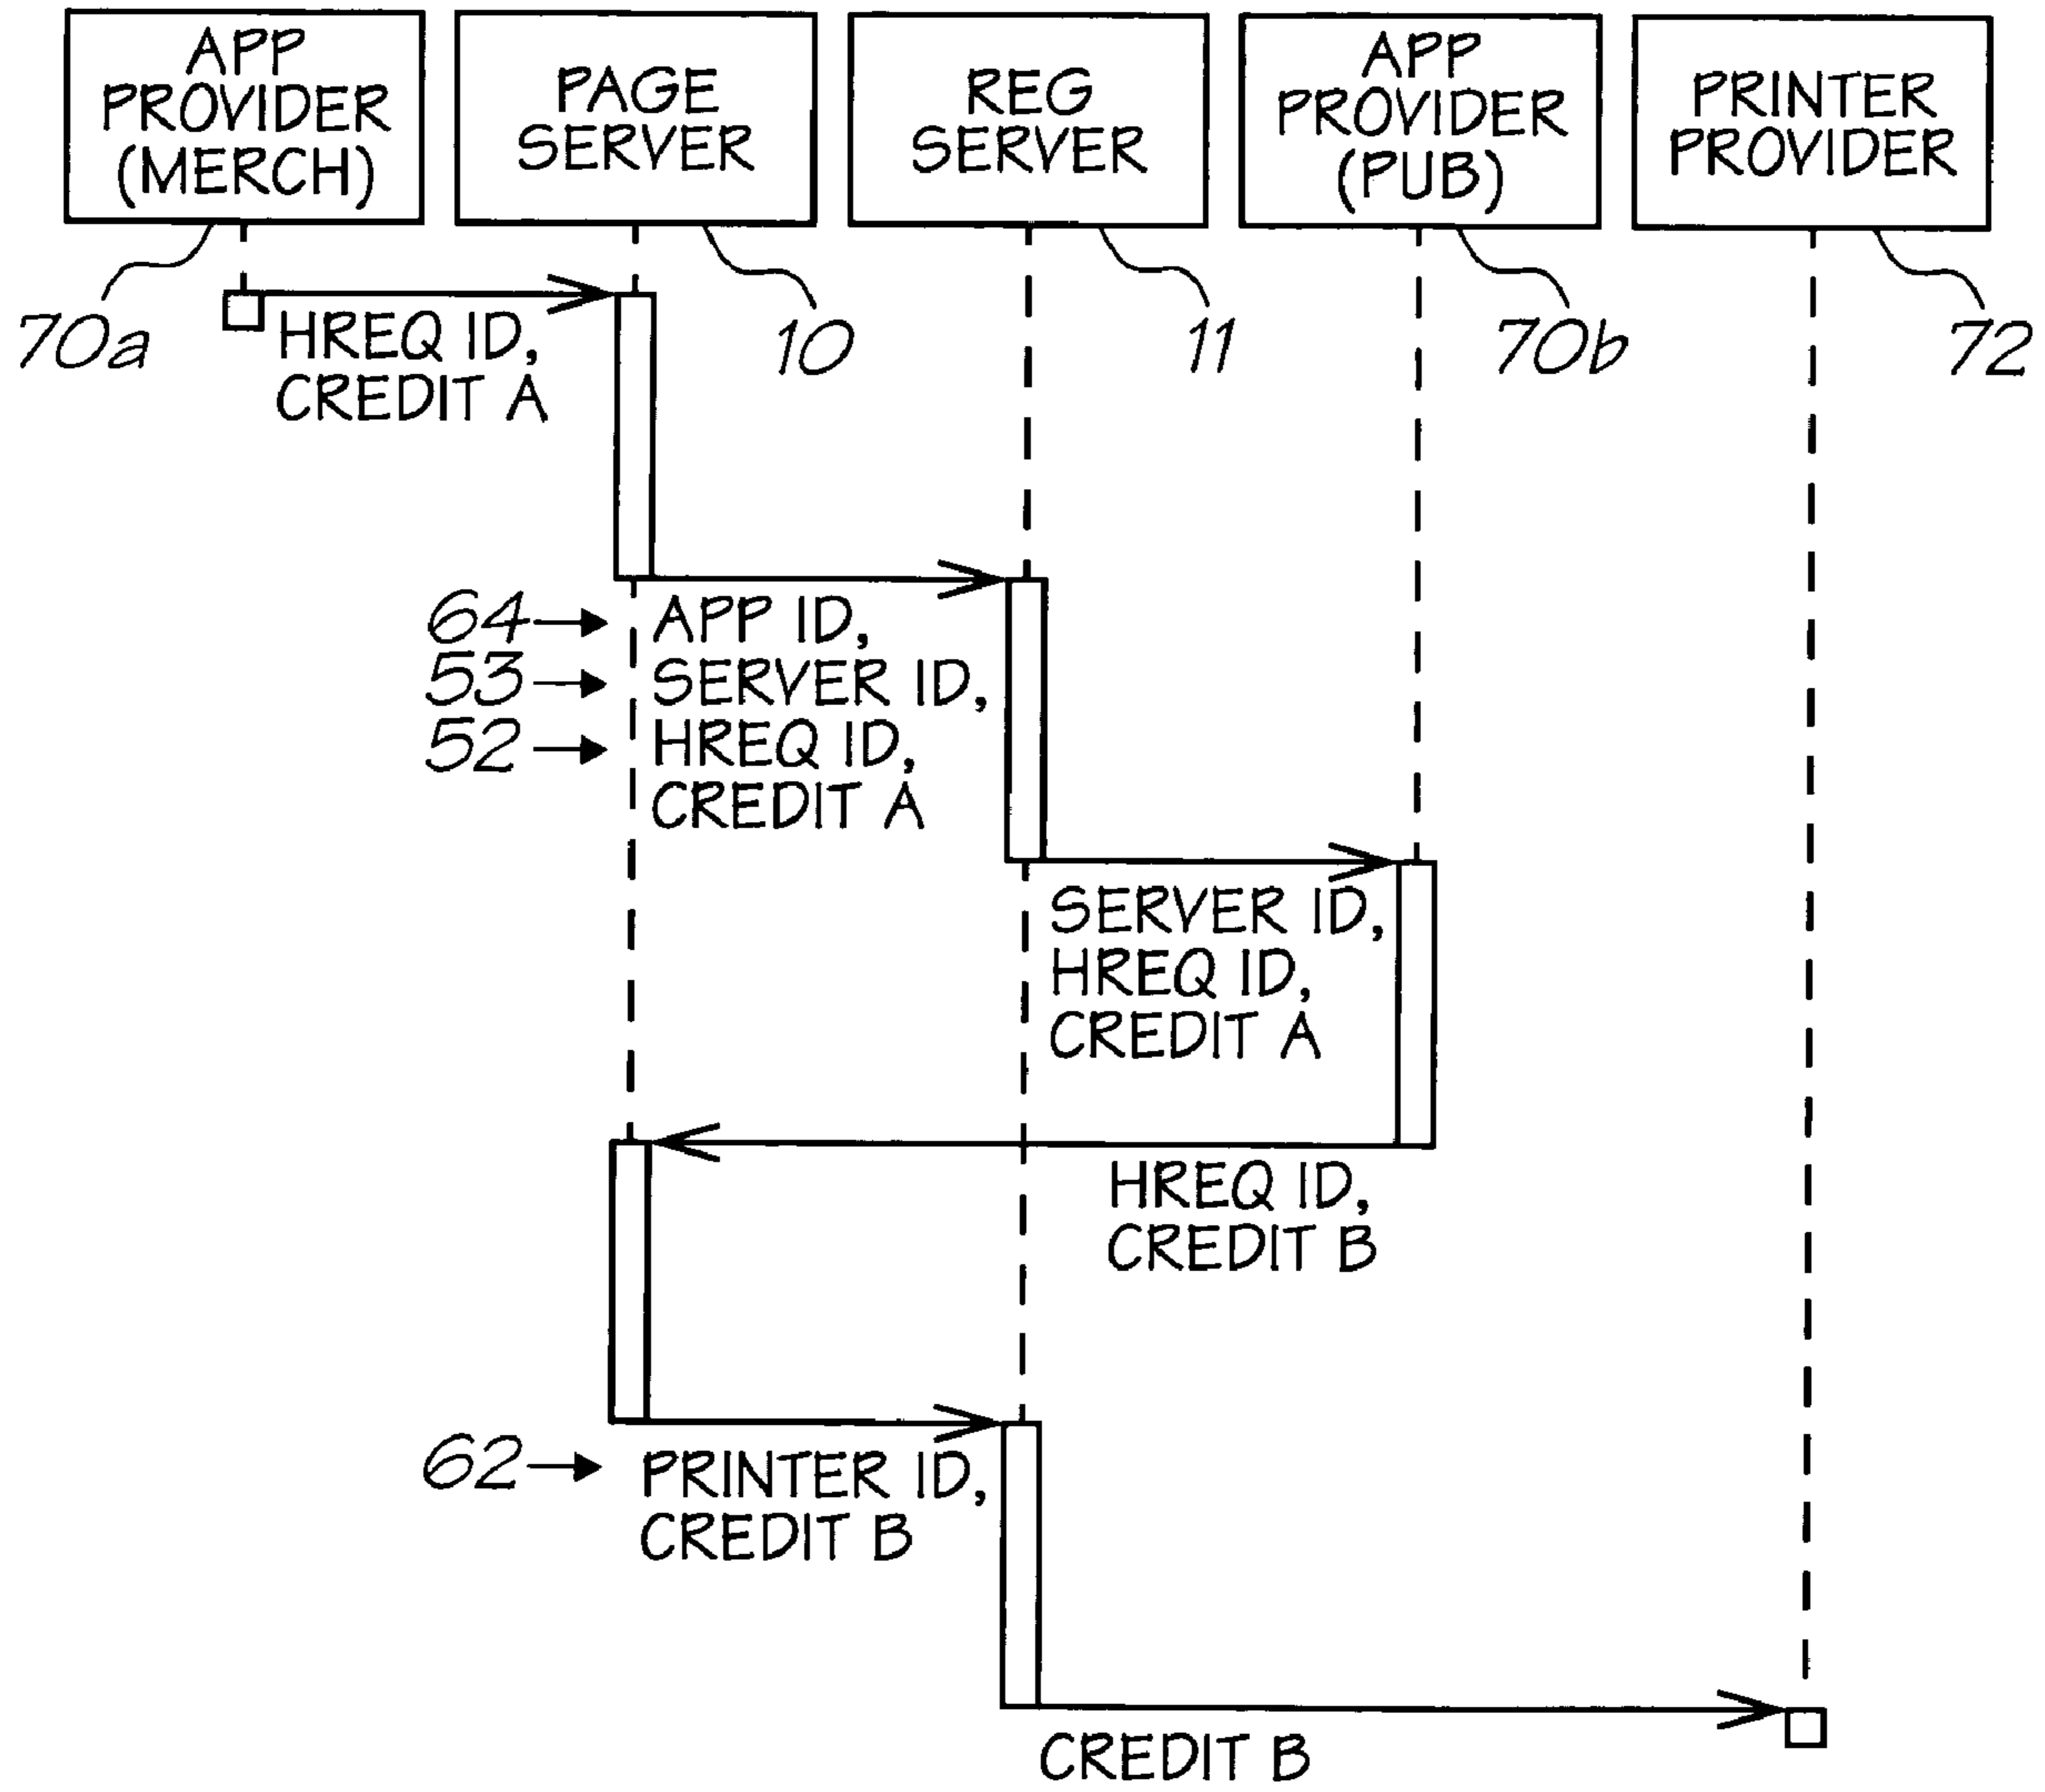 APP
PROVIDER
(MERCH)
PAGE
SERVER
REG
SERVER
APP
PROVIDER
(PUB)
PRINTER
PROVIDER
70a
10
11
70b
72
HREQ ID,
CREDIT A
64
APP ID,
53
SERVER ID,
52
HREQ ID,
CREDIT A
SERVER ID,
HREQ ID,
CREDIT A
HREQ ID,
CREDIT B
62
PRINTER ID,
CREDIT B
CREDIT B